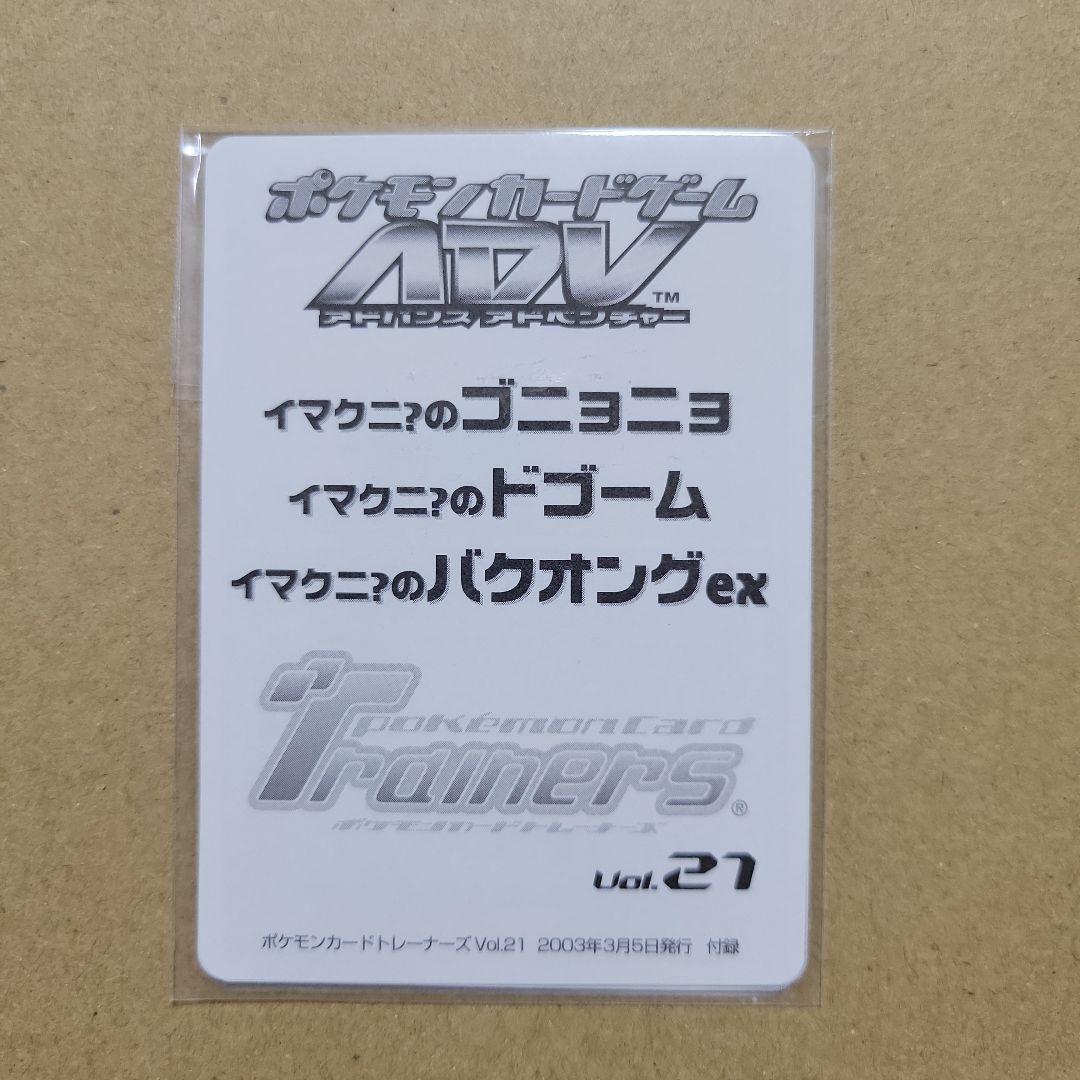 ポケモンカードゲーム
ADV™
アドバンスアドベンチャー
イマクニ?のゴニョニョ
イマクニ?のドゴーム
イマクニ?のバクオングex
pokémon card
Trainers®
ポケモンカードトレーナーズ
Vol.21
ポケモンカードトレーナーズVol.21 2003年3月5日発行 付録